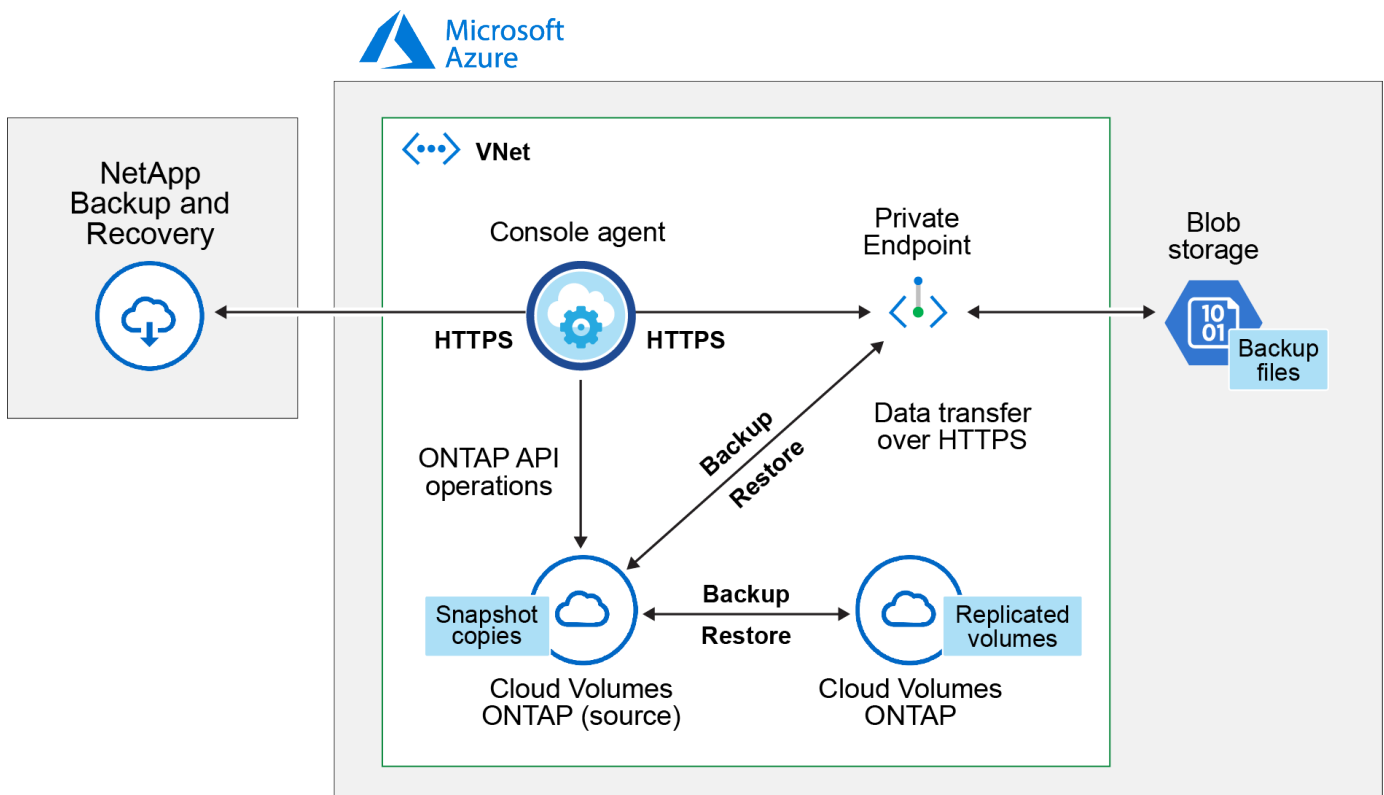 Microsoft
Azure
NetApp
Backup and
Recovery
VNet
Console agent
Private
Endpoint
Blob
storage
HTTPS
HTTPS
10
01
Backup
files
ONTAP API
operations
Backup
Restore
Data transfer
over HTTPS
Snapshot
copies
Backup
Restore
Replicated
volumes
Cloud Volumes
ONTAP (source)
Cloud Volumes
ONTAP